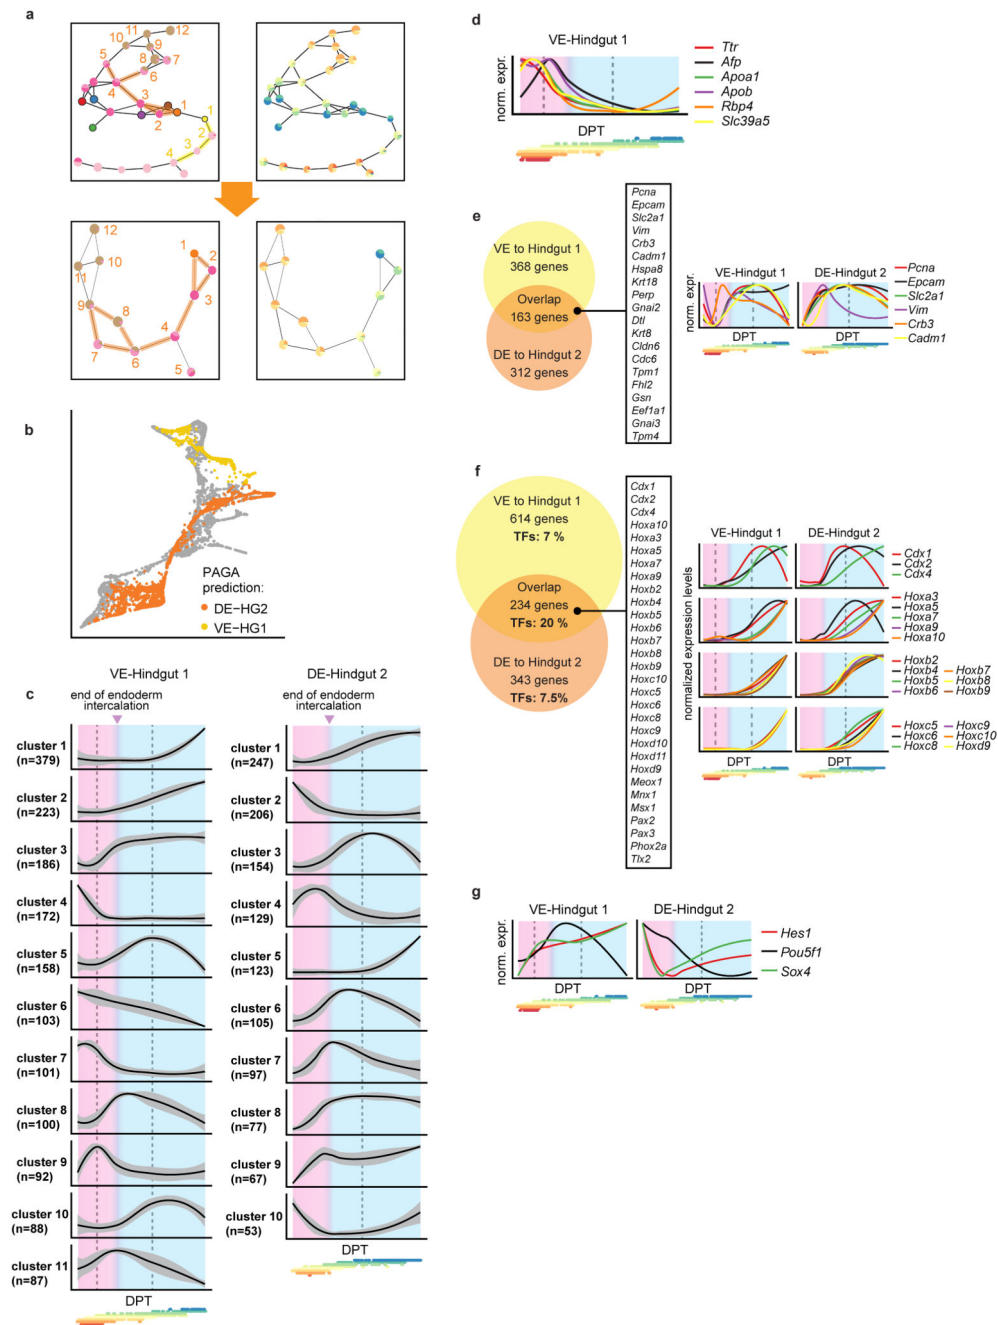 a
11
12
10
9
5
8
7
6
4
3
1
2
1
2
3
4
12
10
11
1
2
3
9
8
4
7
6
5
b
PAGA
prediction:
DE-HG2
VE-HG1
c
VE-Hindgut 1
end of endoderm
intercalation
cluster 1
(n=379)
cluster 2
(n=223)
cluster 3
(n=186)
cluster 4
(n=172)
cluster 5
(n=158)
cluster 6
(n=103)
cluster 7
(n=101)
cluster 8
(n=100)
cluster 9
(n=92)
cluster 10
(n=88)
cluster 11
(n=87)
DPT
DE-Hindgut 2
end of endoderm
intercalation
cluster 1
(n=247)
cluster 2
(n=206)
cluster 3
(n=154)
cluster 4
(n=129)
cluster 5
(n=123)
cluster 6
(n=105)
cluster 7
(n=97)
cluster 8
(n=77)
cluster 9
(n=67)
cluster 10
(n=53)
DPT
d
VE-Hindgut 1
norm. expr.
DPT
Ttr
Afp
Apoa1
Apob
Rbp4
Slc39a5
e
VE to Hindgut 1
368 genes
Overlap
163 genes
DE to Hindgut 2
312 genes
Pcna
Epcam
Slc2a1
Vim
Crb3
Cadm1
Hspa8
Krt18
Perp
Gnai2
Dtl
Krt8
Cldn6
Cdc6
Tpm1
Fhl2
Gsn
Eef1a1
Gnai3
Tpm4
VE-Hindgut 1
DE-Hindgut 2
norm. expr.
DPT
DPT
Pcna
Epcam
Slc2a1
Vim
Crb3
Cadm1
f
VE to Hindgut 1
614 genes
TFs: 7 %
Overlap
234 genes
TFs: 20 %
DE to Hindgut 2
343 genes
TFs: 7.5%
Cdx1
Cdx2
Cdx4
Hoxa10
Hoxa3
Hoxa5
Hoxa7
Hoxa9
Hoxb2
Hoxb4
Hoxb5
Hoxb6
Hoxb7
Hoxb8
Hoxb9
Hoxc10
Hoxc5
Hoxc6
Hoxc8
Hoxc9
Hoxd10
Hoxd11
Hoxd9
Meox1
Mnx1
Msx1
Pax2
Pax3
Phox2a
Tlx2
VE-Hindgut 1
DE-Hindgut 2
normalized expression levels
Cdx1
Cdx2
Cdx4
Hoxa3
Hoxa5
Hoxa7
Hoxa9
Hoxa10
Hoxb2
Hoxb4
Hoxb5
Hoxb6
Hoxb7
Hoxb8
Hoxb9
Hoxc5
Hoxc6
Hoxc8
Hoxc9
Hoxc10
Hoxd9
DPT
DPT
g
VE-Hindgut 1
DE-Hindgut 2
norm. expr.
DPT
DPT
Hes1
Pou5f1
Sox4